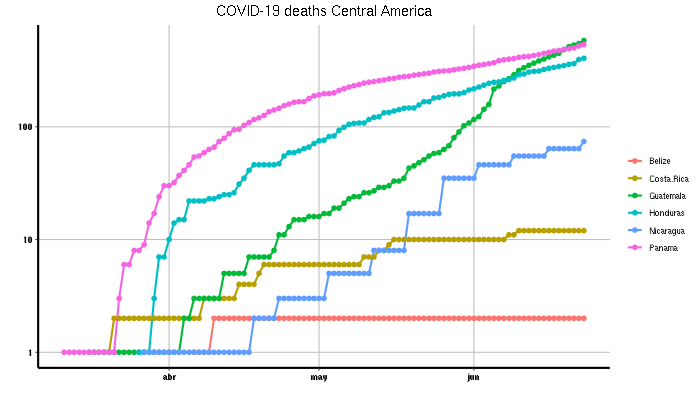 COVID-19 deaths Central America
100
10
1
abr
may
jun
Belize
Costa.Rica
Guatemala
Honduras
Nicaragua
Panama